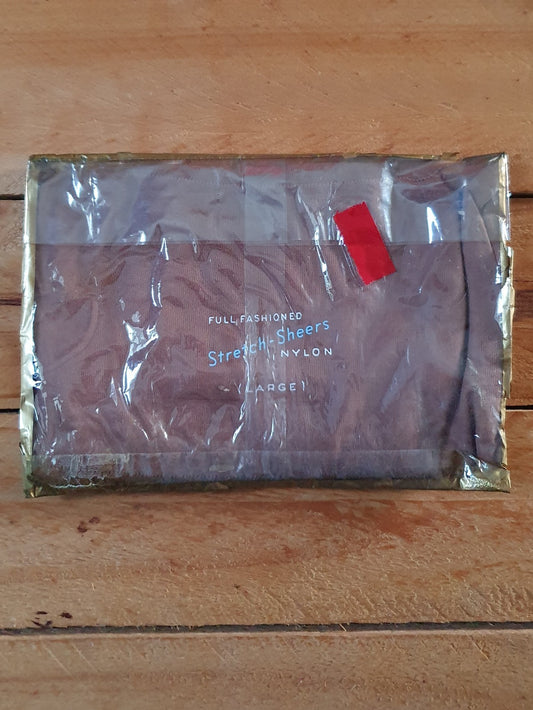 FULL FASHIONED
Stretch-Sheers
NYLON
(LARGE)